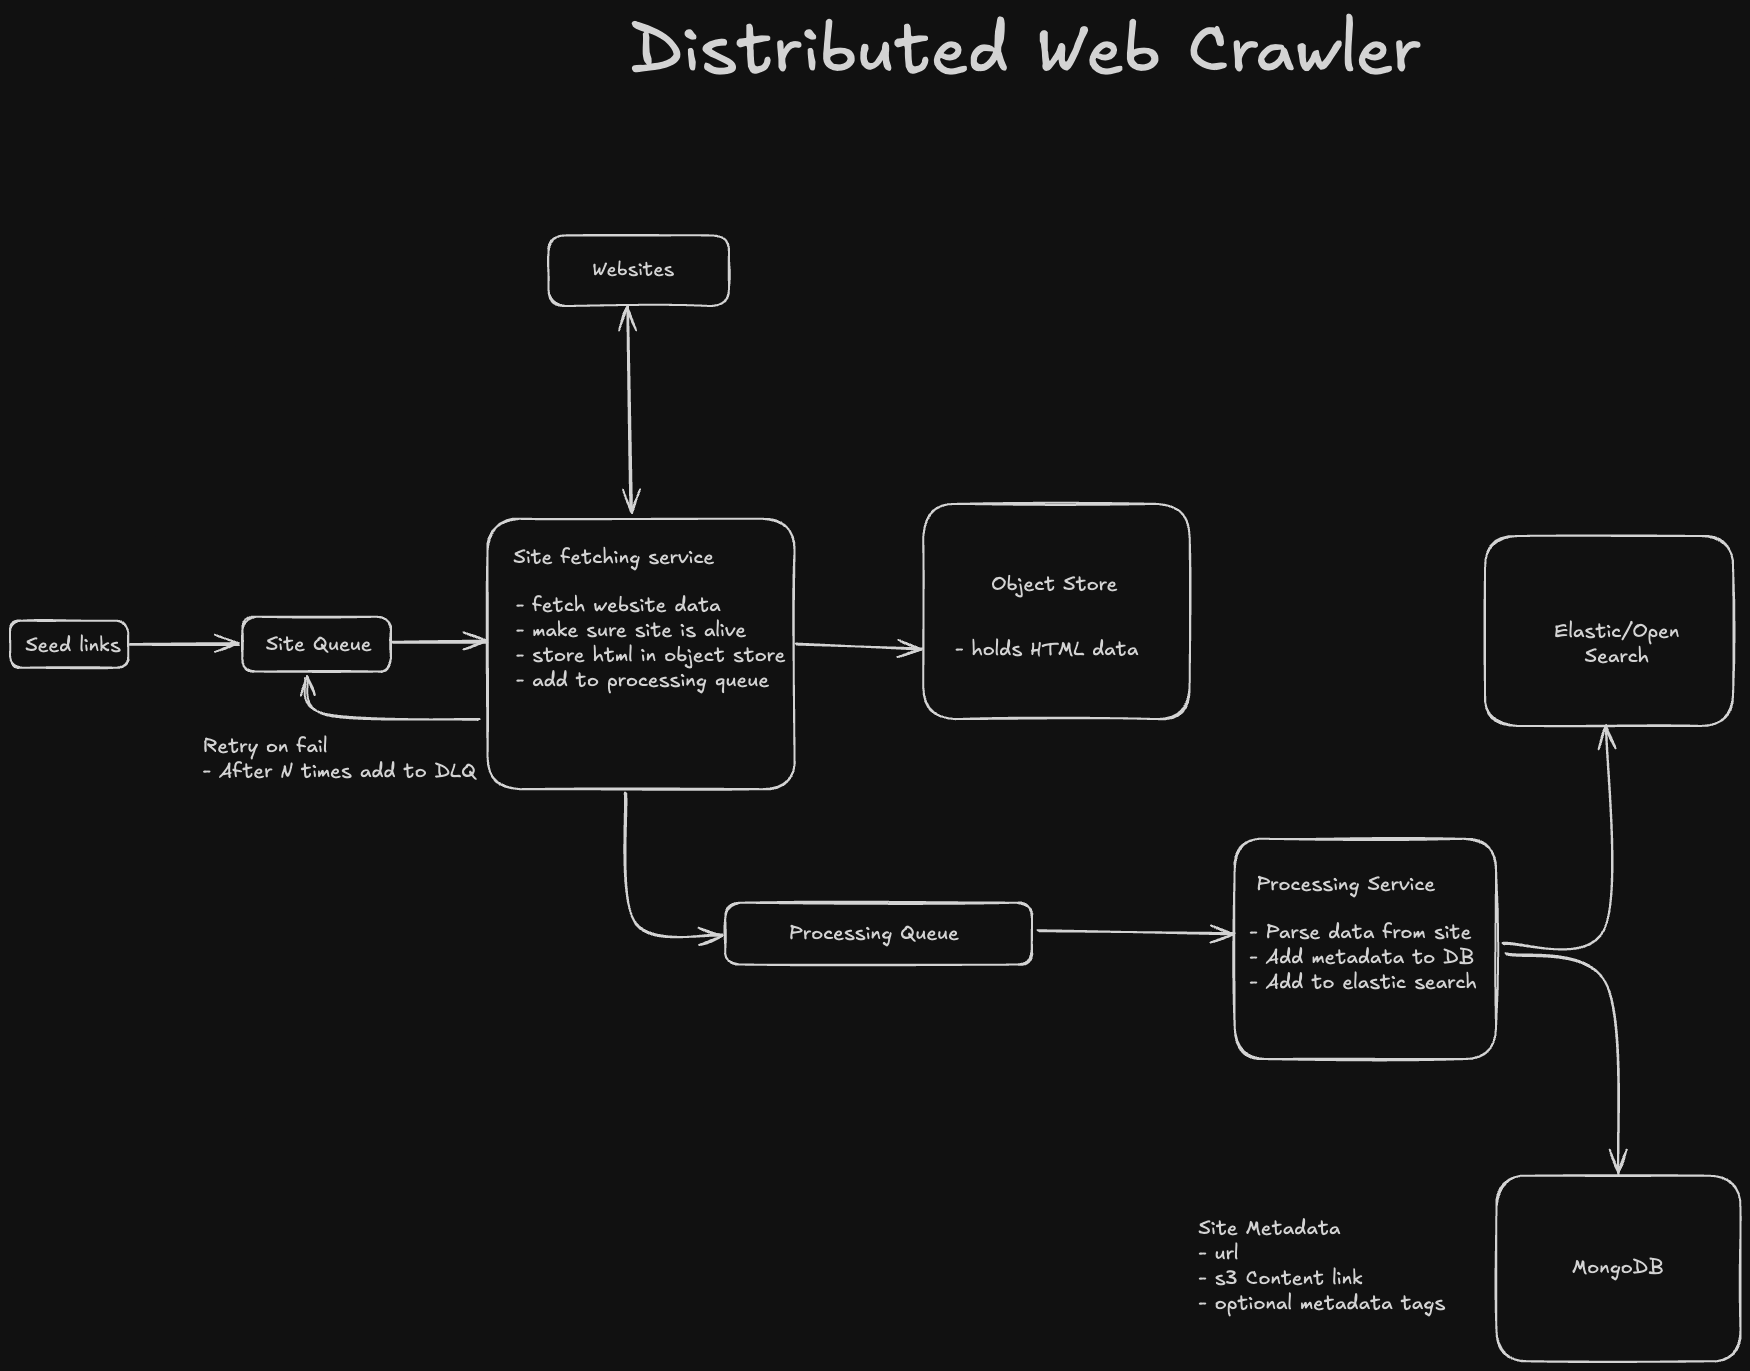 Distributed Web Crawler
Websites
Site fetching service
- fetch website data
- make sure site is alive
- store html in object store
- add to processing queue
Object Store
- holds HTML data
Elastic/Open
Search
Seed links
Site Queue
Retry on fail
- After N times add to DLQ
Processing Queue
Processing Service
- Parse data from site
- Add metadata to DB
- Add to elastic search
Site Metadata
- url
- s3 Content link
- optional metadata tags
MongoDB